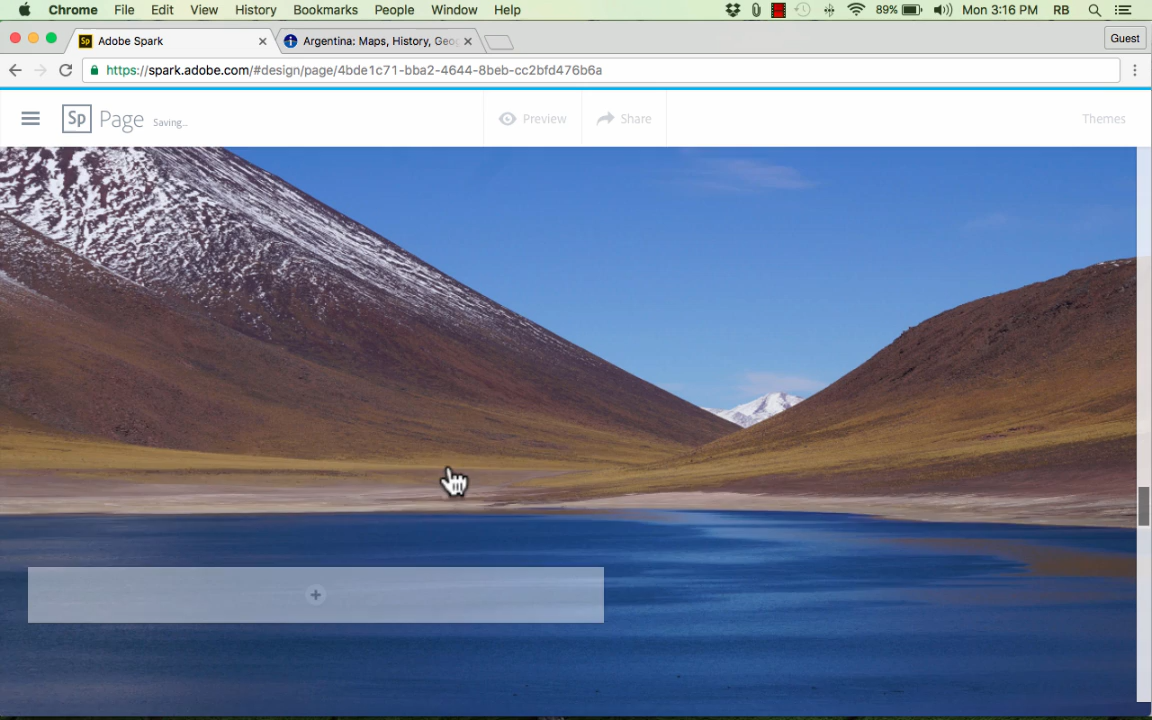 Chrome File Edit View History Bookmarks People Window Help 89% Mon 3:16 PM RB
Sp Adobe Spark Argentina: Maps, History, Geog Guest
https://spark.adobe.com/#design/page/4bde1c71-bba2-4644-8beb-cc2bfd476b6a
Sp Page Saving... Preview Share Themes